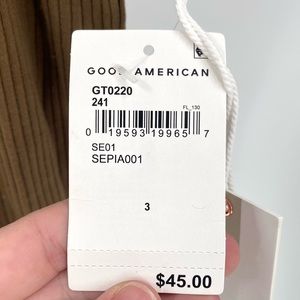 GOOD AMERICAN
GT0220
241
FL_130
0 19593 19965 7
SE01
SEPIA001
3
$45.00